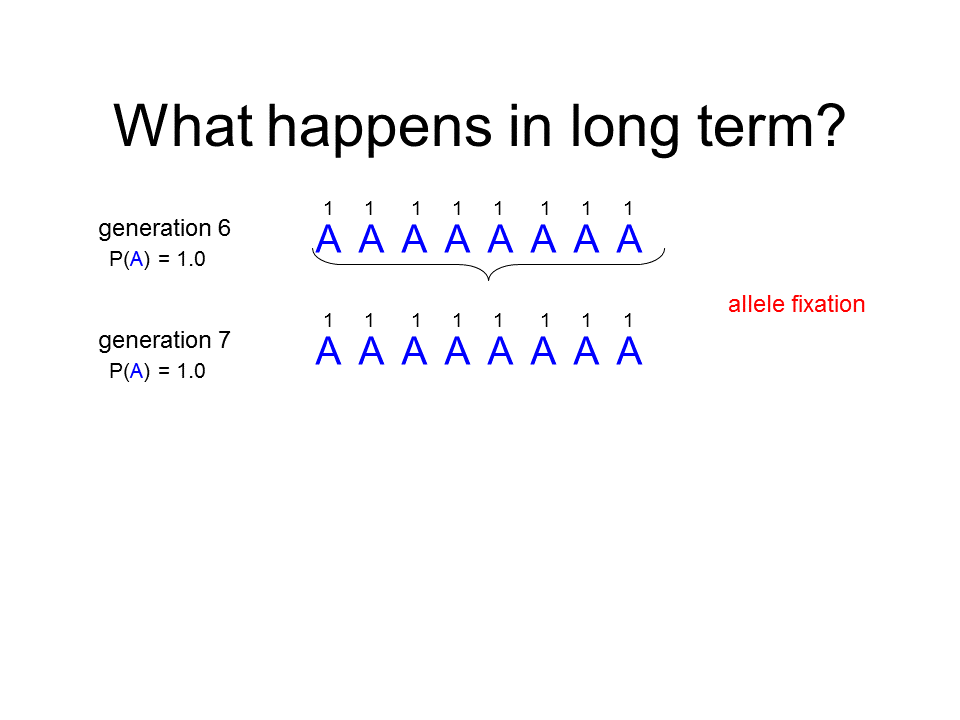 What happens in long term?
1 1 1 1 1 1 1 1
generation 6
A A A A A A A A
P(A) = 1.0
allele fixation
1 1 1 1 1 1 1 1
generation 7
A A A A A A A A
P(A) = 1.0